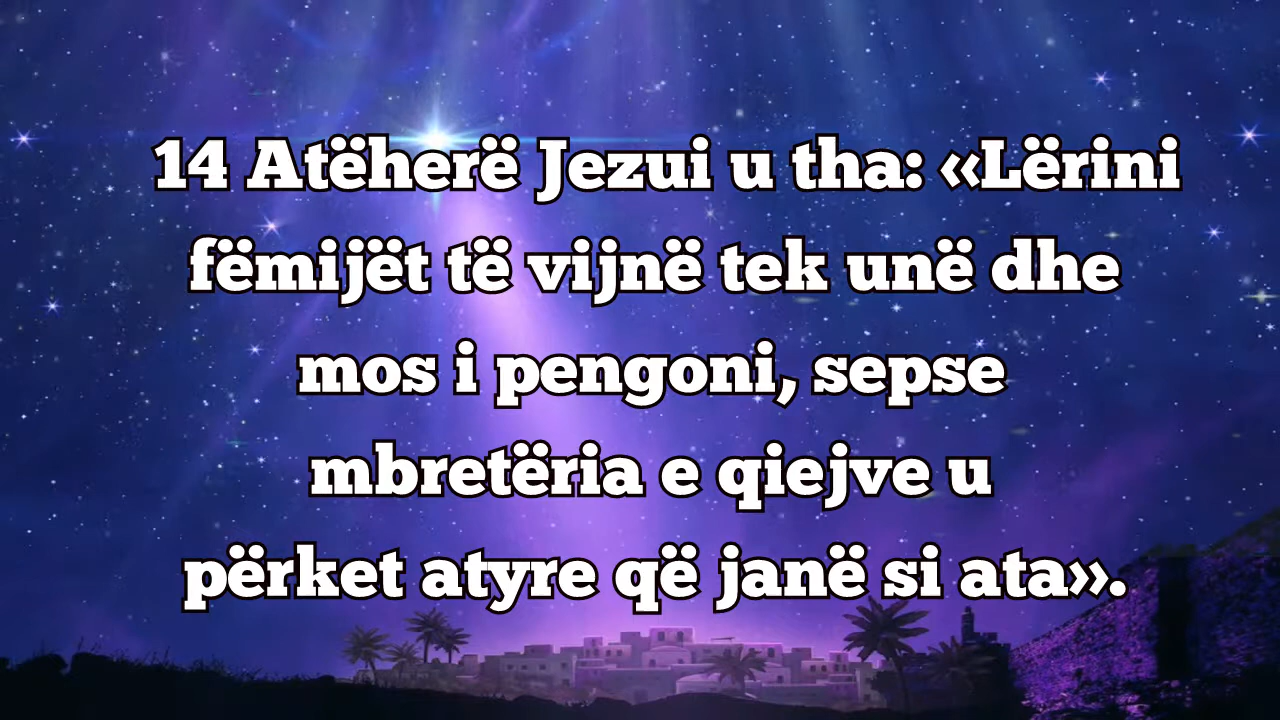 14 Atëherë Jezui u tha: «Lërini
fëmijët të vijnë tek unë dhe
mos i pengoni, sepse
mbretëria e qiejve u
përket atyre që janë si ata».